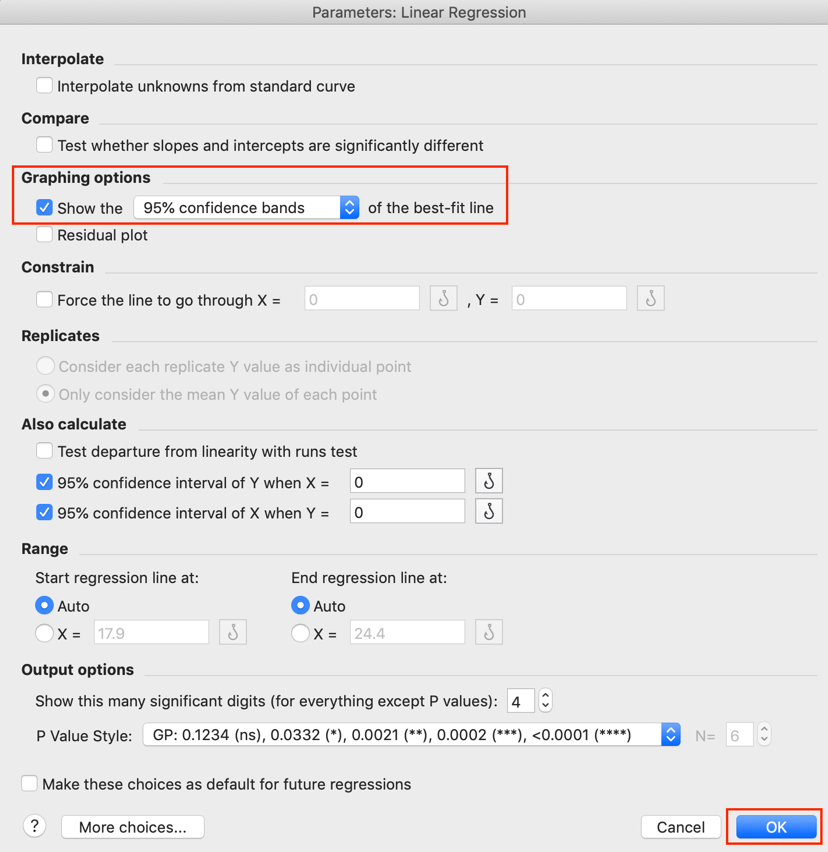 Parameters: Linear Regression
Interpolate
Interpolate unknowns from standard curve
Compare
Test whether slopes and intercepts are significantly different
Graphing options
Show the 95% confidence bands of the best-fit line
Residual plot
Constrain
Force the line to go through X = 0 , Y = 0
Replicates
Consider each replicate Y value as individual point
Only consider the mean Y value of each point
Also calculate
Test departure from linearity with runs test
95% confidence interval of Y when X = 0
95% confidence interval of X when Y = 0
Range
Start regression line at: End regression line at:
Auto Auto
X = 17.9 X = 24.4
Output options
Show this many significant digits (for everything except P values): 4
P Value Style: GP: 0.1234 (ns), 0.0332 (*), 0.0021 (**), 0.0002 (***), <0.0001 (****) N= 6
Make these choices as default for future regressions
? More choices... Cancel OK